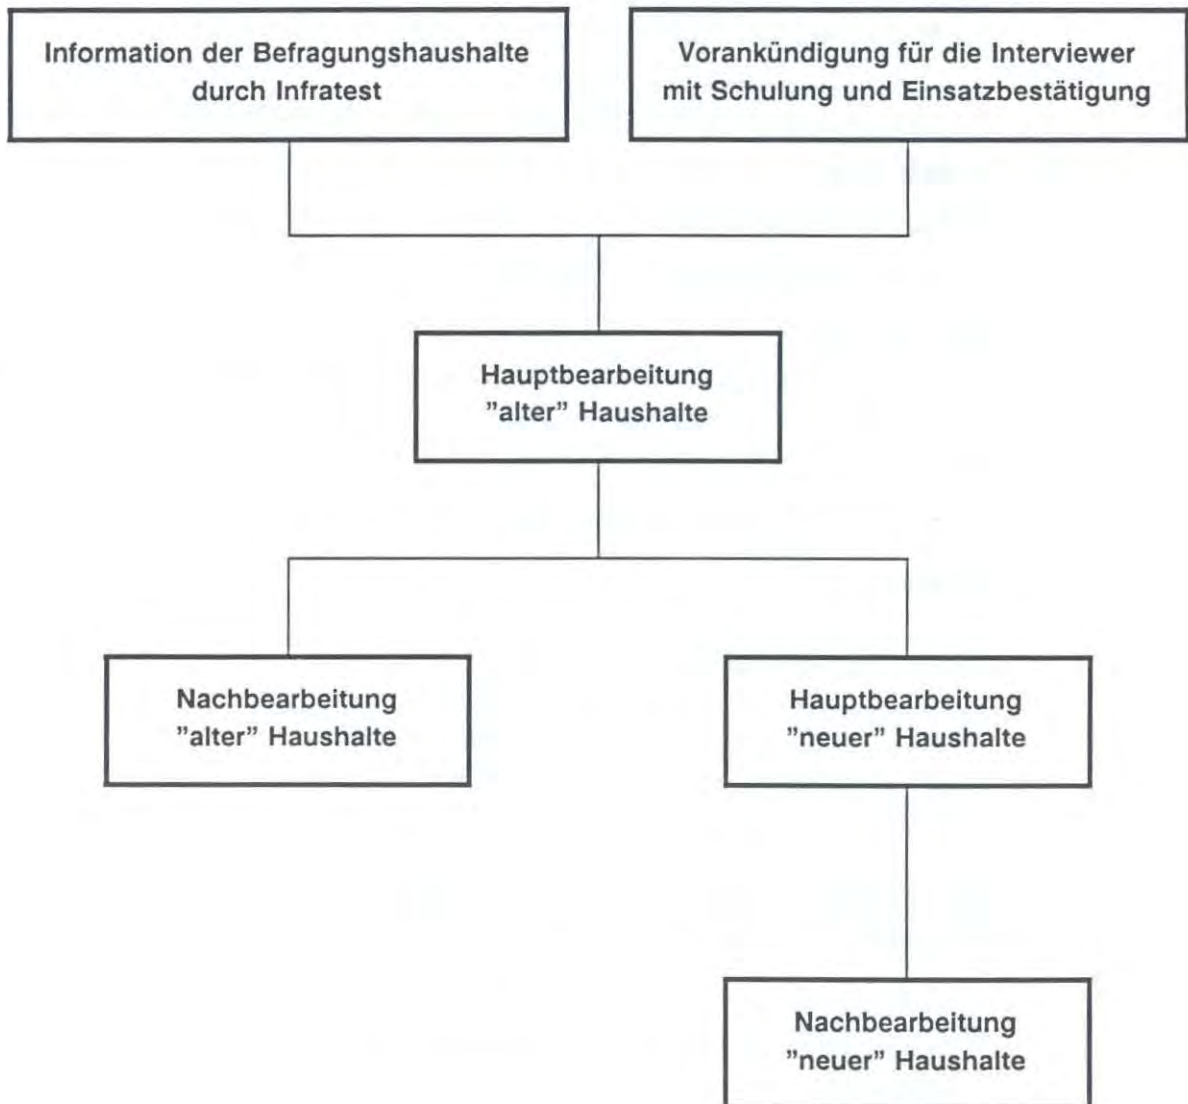 Information der Befragungshaushalte
durch Infratest
Vorankündigung für die Interviewer
mit Schulung und Einsatzbestätigung
Hauptbearbeitung
”alter” Haushalte
Nachbearbeitung
”alter” Haushalte
Hauptbearbeitung
”neuer” Haushalte
Nachbearbeitung
”neuer” Haushalte